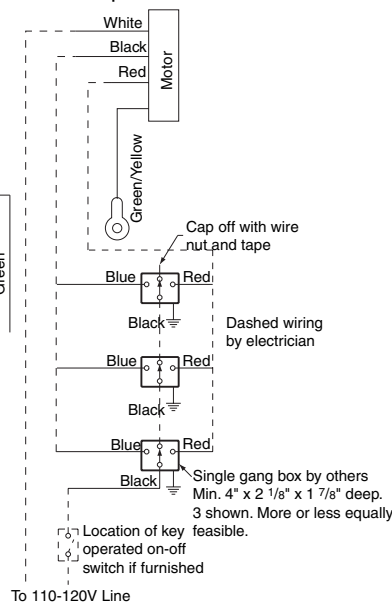 White
Black
Red
Motor
Green/Yellow
Green
Cap off with wire
nut and tape
Blue
Red
Black
Dashed wiring
by electrician
Blue
Red
Black
Blue
Red
Black
Single gang box by others
Min. 4" x 2 1/8" x 1 7/8" deep.
3 shown. More or less equally
feasible.
Location of key
operated on-off
switch if furnished
To 110-120V Line